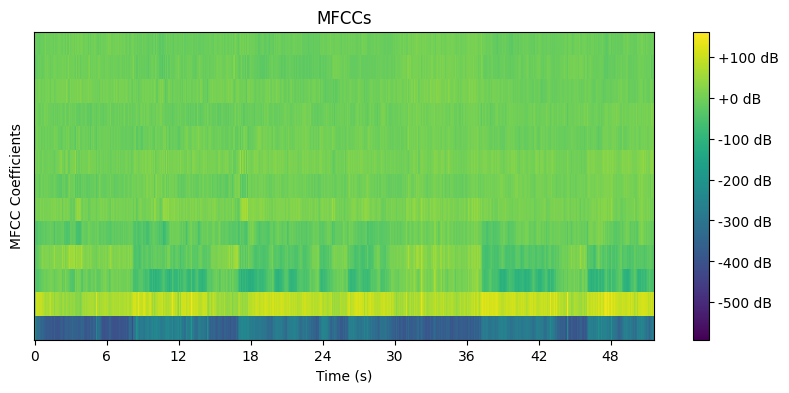 MFCCs
MFCC Coefficients
+100 dB
+0 dB
-100 dB
-200 dB
-300 dB
-400 dB
-500 dB
0 6 12 18 24 30 36 42 48
Time (s)